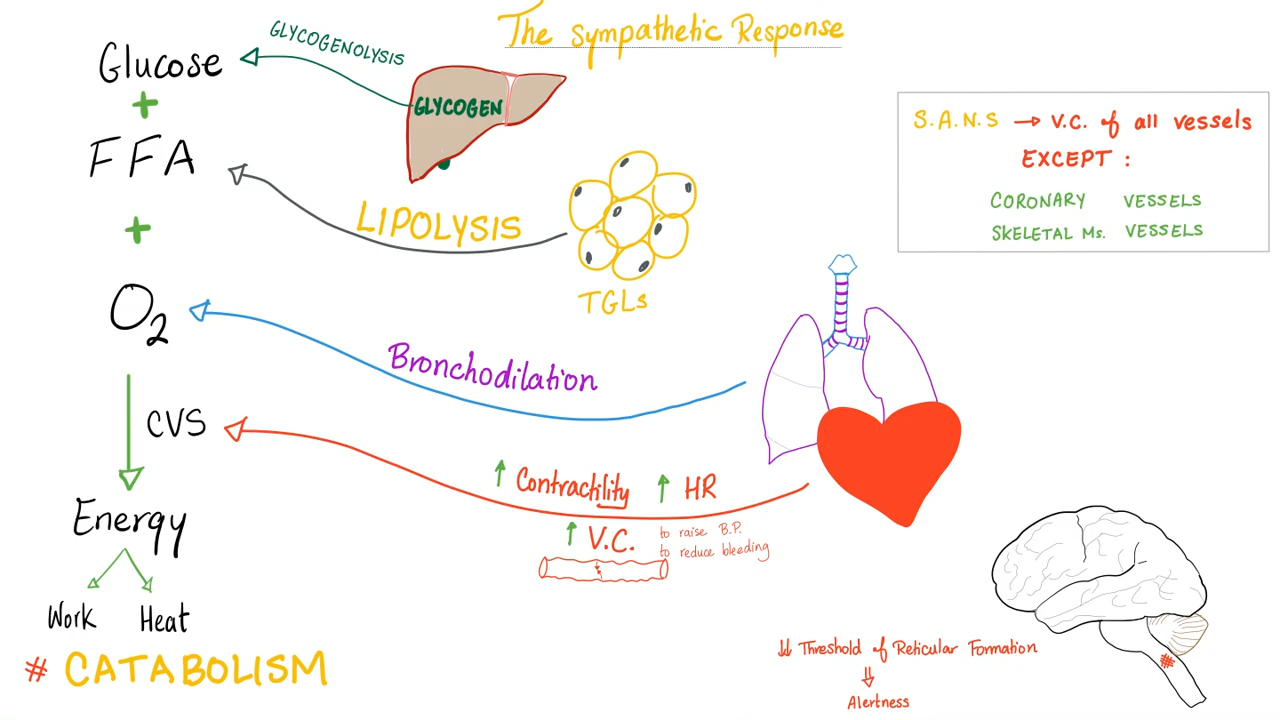 The Sympathetic Response
Glucose
GLYCOGENOLYSIS
GLYCOGEN
+
FFA
LIPOLYSIS
TGLs
+
O2
Bronchodilation
CVS
↑ Contractility ↑ HR
↑ V.C. to raise B.P.
to reduce bleeding
Energy
Work Heat
# CATABOLISM
S.A.N.S → V.C. of all vessels
EXCEPT :
CORONARY VESSELS
SKELETAL Ms. VESSELS
#
↓↓ Threshold of Reticular Formation
⇓
Alertness